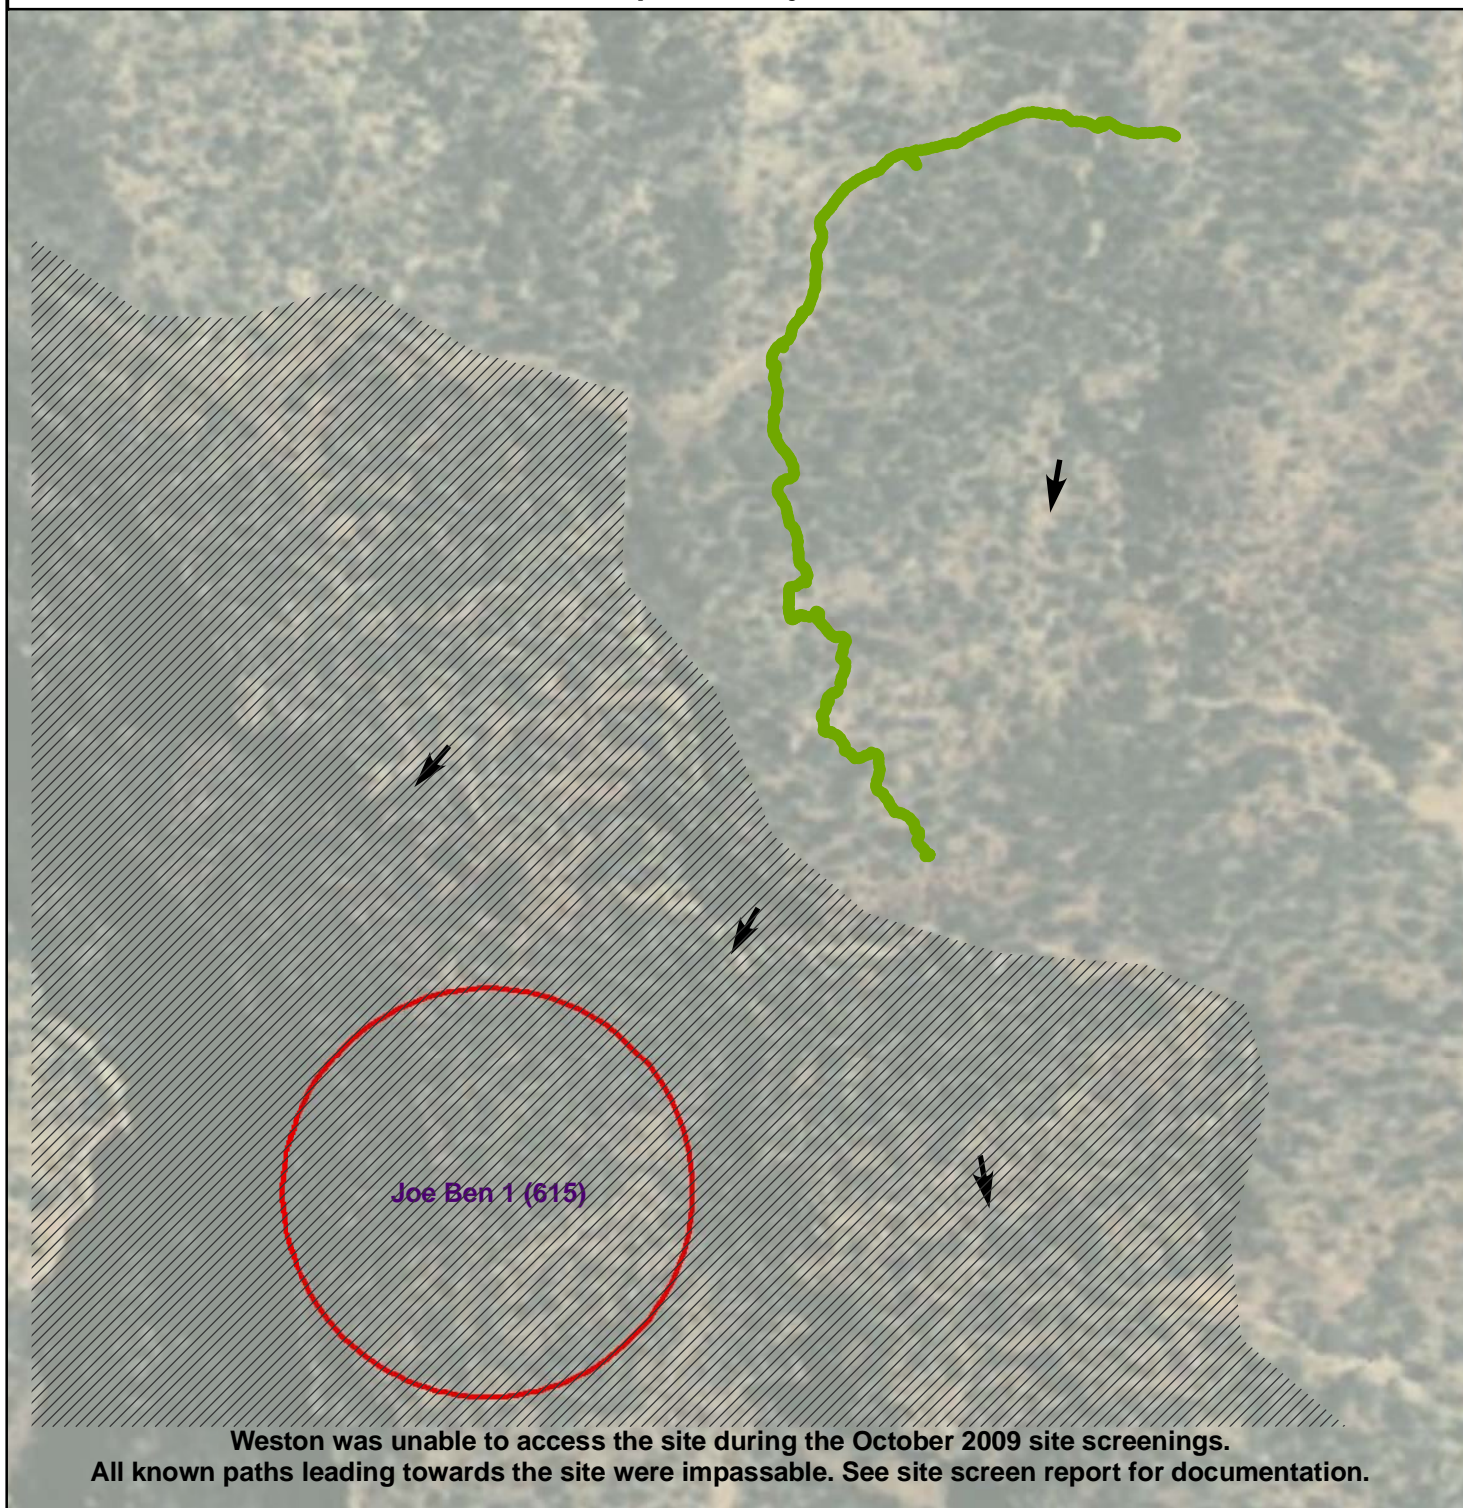 Joe Ben 1 (615)
Weston was unable to access the site during the October 2009 site screenings.
All known paths leading towards the site were impassable. See site screen report for documentation.